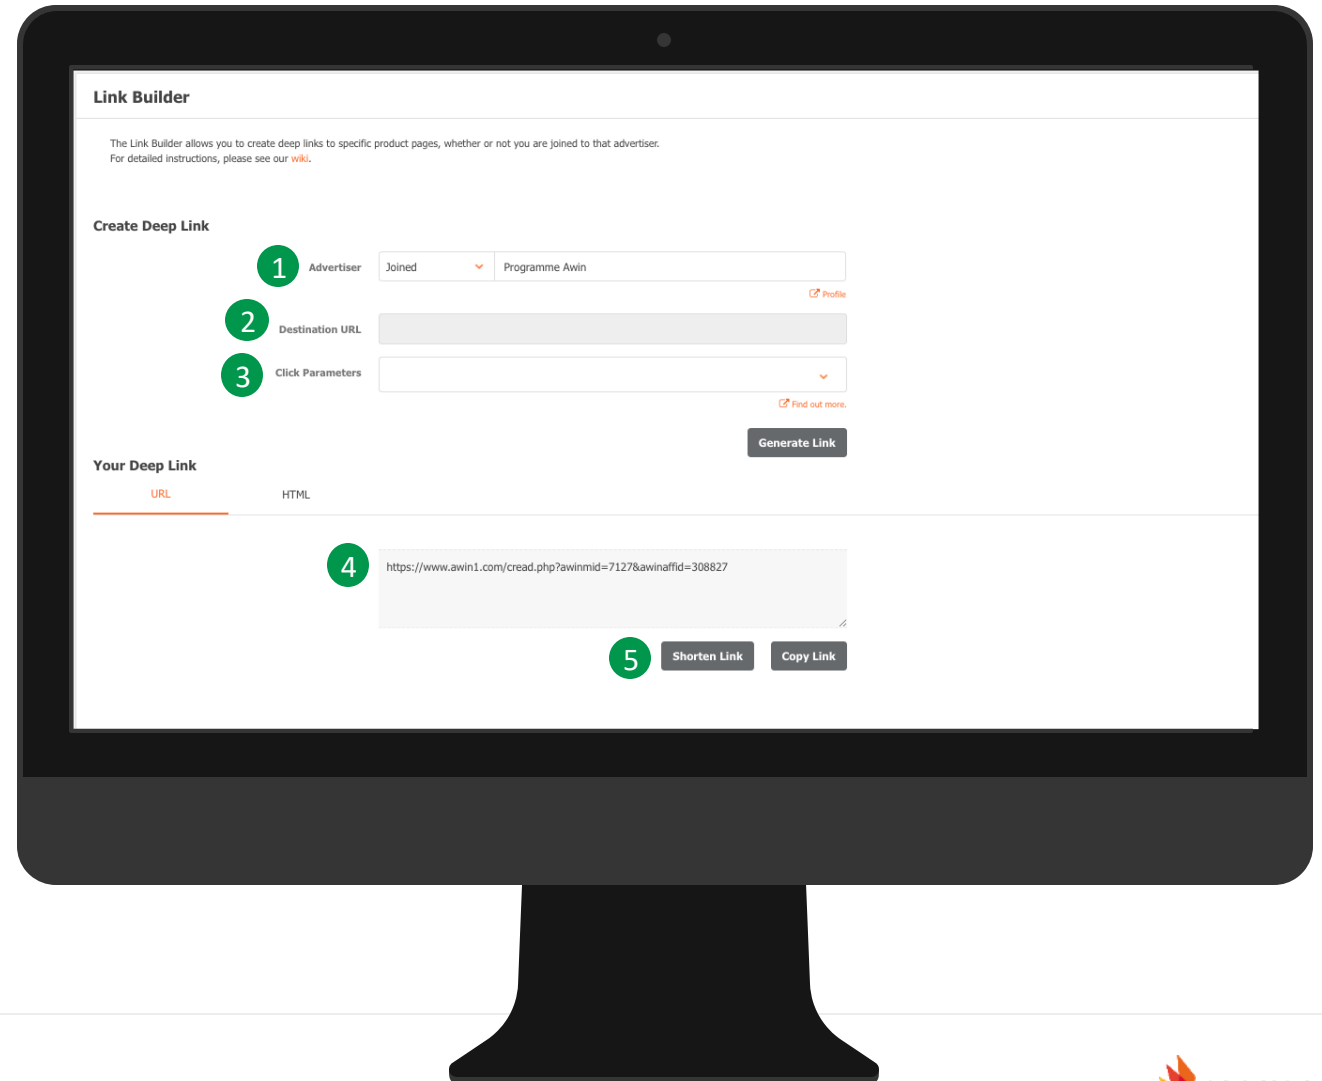 Link Builder
The Link Builder allows you to create deep links to specific product pages, whether or not you are joined to that advertiser.
For detailed instructions, please see our wiki.
Create Deep Link
1 Advertiser Joined Programme Awin
Profile
2 Destination URL
3 Click Parameters
Find out more.
Generate Link
Your Deep Link
URL HTML
4 https://www.awin1.com/cread.php?awinmid=7127&awinaffid=308827
5 Shorten Link Copy Link